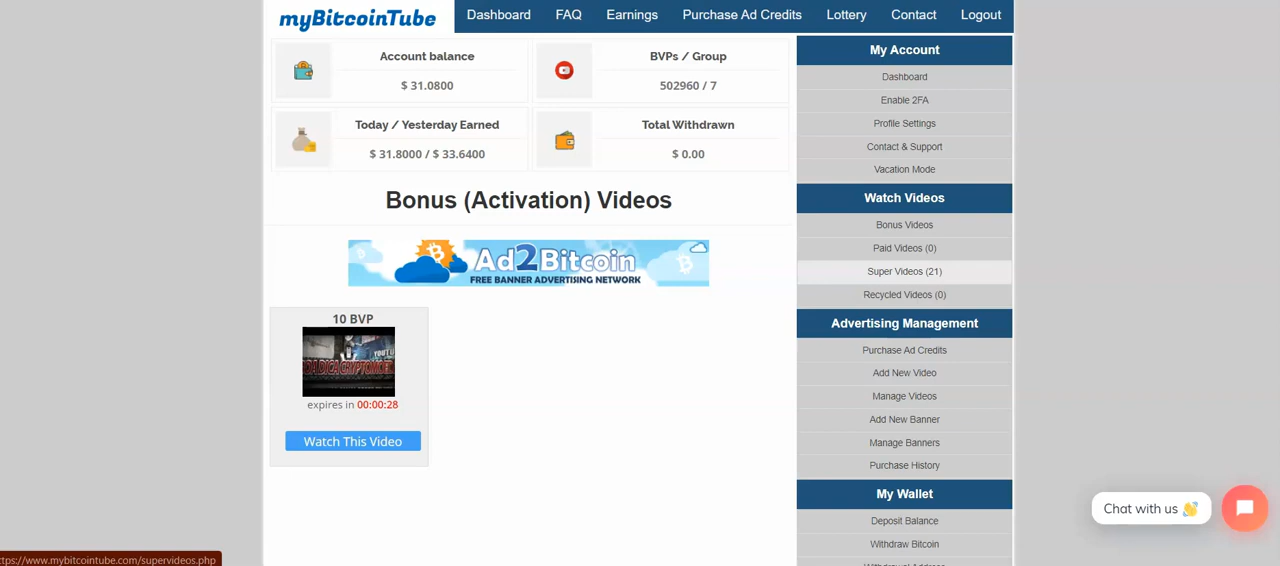 myBitcoinTube
Dashboard FAQ Earnings Purchase Ad Credits Lottery Contact Logout
Account balance
$ 31.0800
BVPs / Group
502960 / 7
Today / Yesterday Earned
$ 31.8000 / $ 33.6400
Total Withdrawn
$ 0.00
Bonus (Activation) Videos
Ad2Bitcoin
FREE BANNER ADVERTISING NETWORK
10 BVP
expires in 00:00:28
Watch This Video
My Account
Dashboard
Enable 2FA
Profile Settings
Contact & Support
Vacation Mode
Watch Videos
Bonus Videos
Paid Videos (0)
Super Videos (21)
Recycled Videos (0)
Advertising Management
Purchase Ad Credits
Add New Video
Manage Videos
Add New Banner
Manage Banners
Purchase History
My Wallet
Deposit Balance
Withdraw Bitcoin
Chat with us 👋
ttps://www.mybitcointube.com/supervideos.php